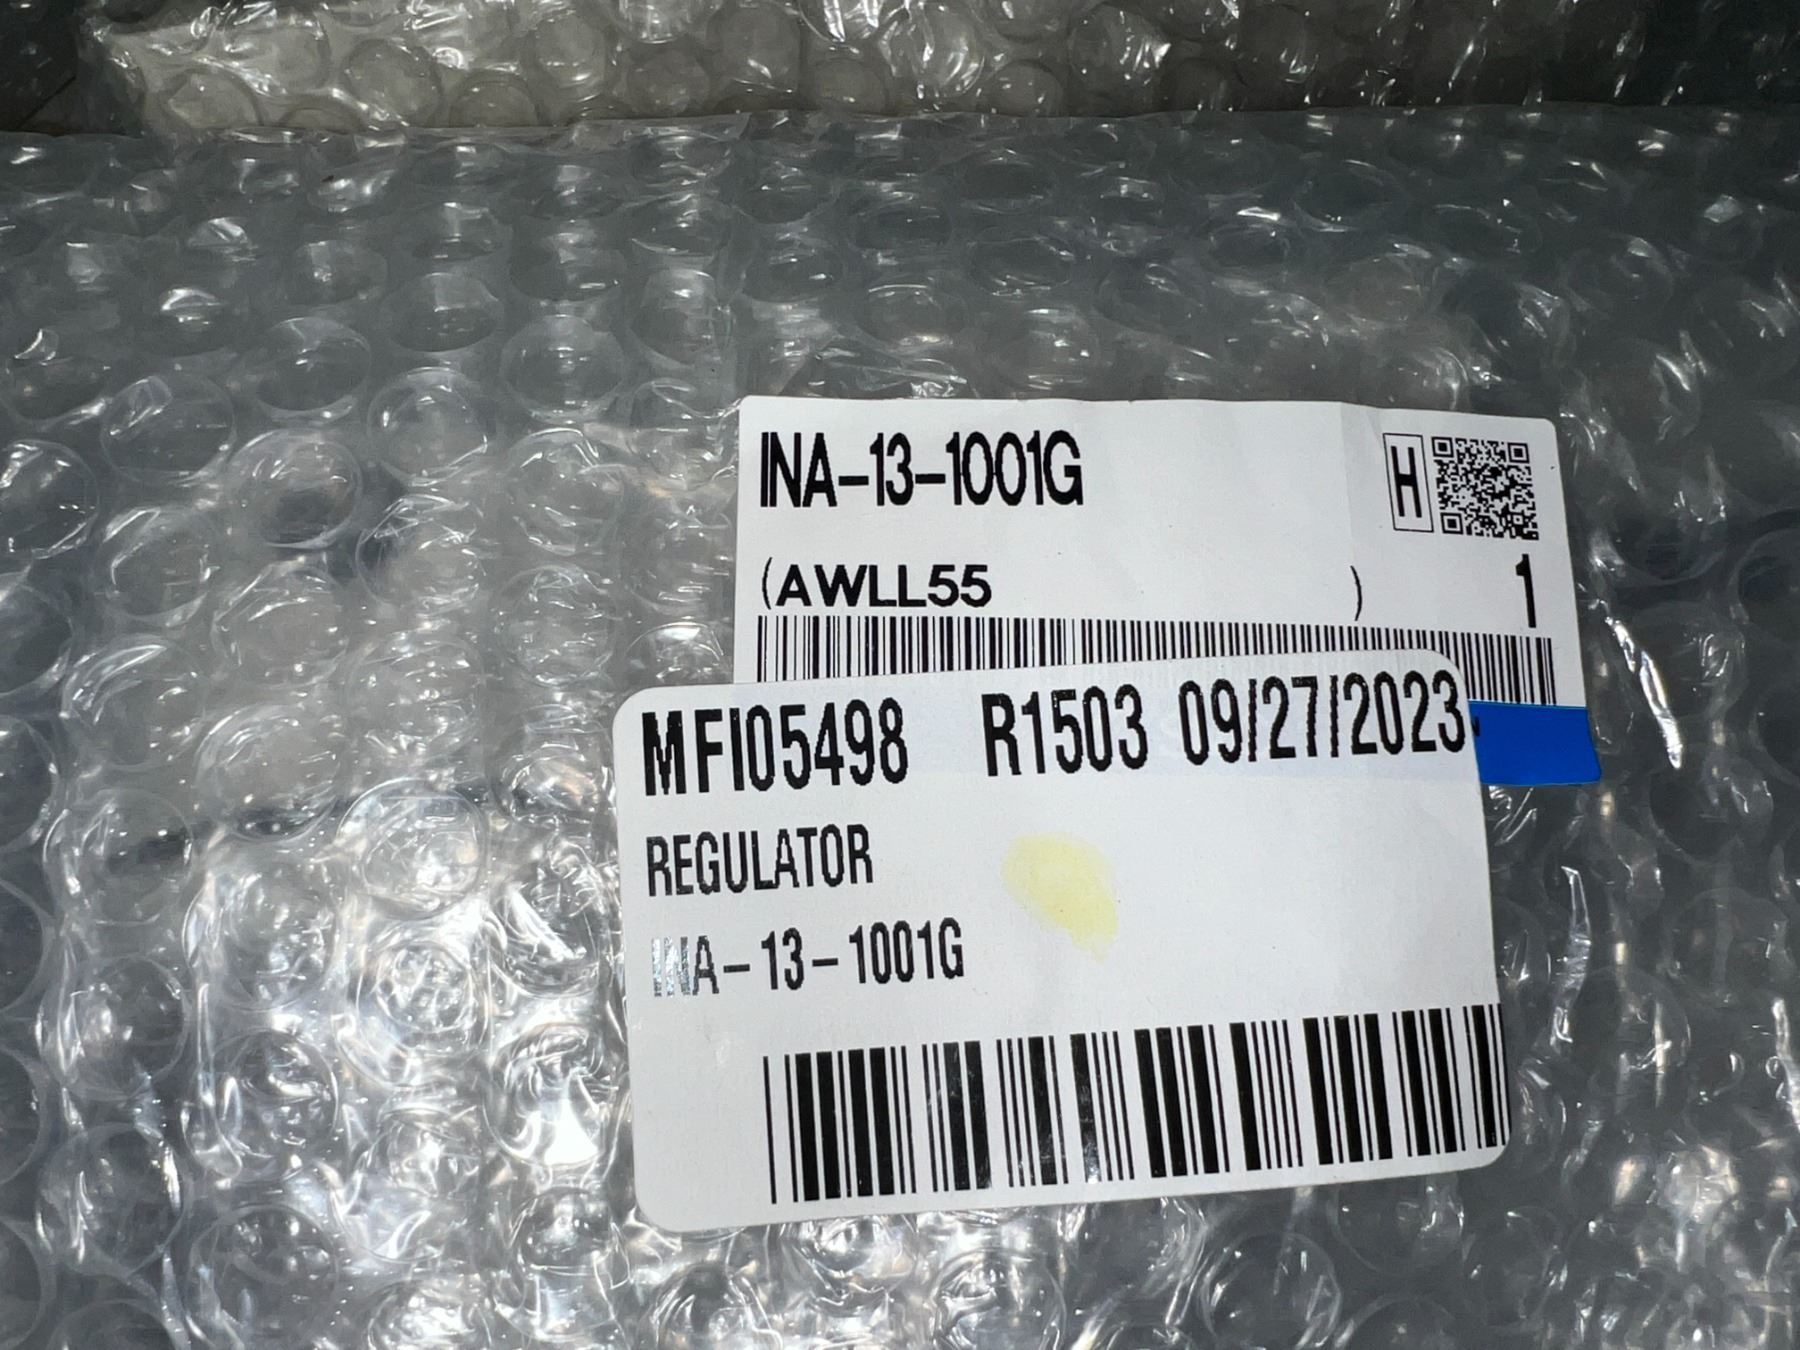 INA-13-1001G
H
(AWLL55 )
1
MFI05498 R1503 09/27/2023
REGULATOR
INA-13-1001G